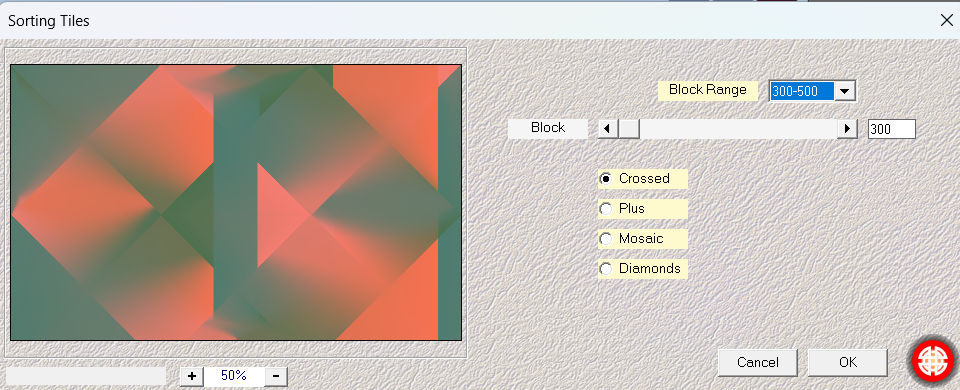 Sorting Tiles
Block Range
300-500
Block
300
Crossed
Plus
Mosaic
Diamonds
Cancel
OK
+
50%
-